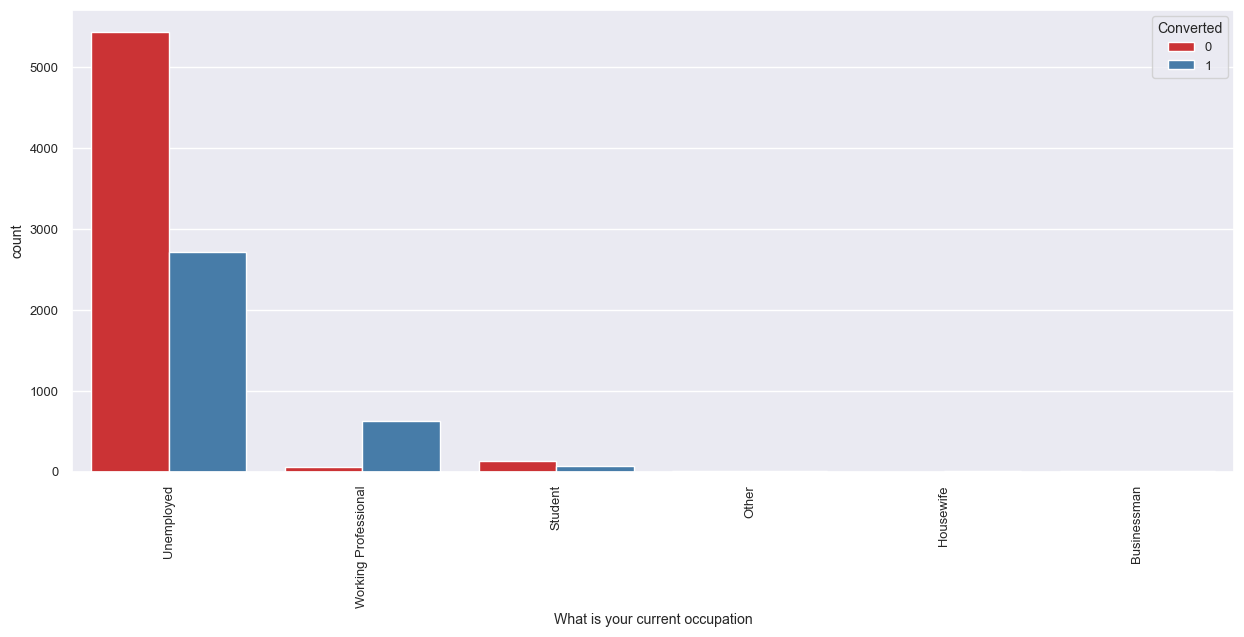 Converted
0
1
5000
4000
3000
2000
1000
0
count
Unemployed
Working Professional
Student
Other
Housewife
Businessman
What is your current occupation